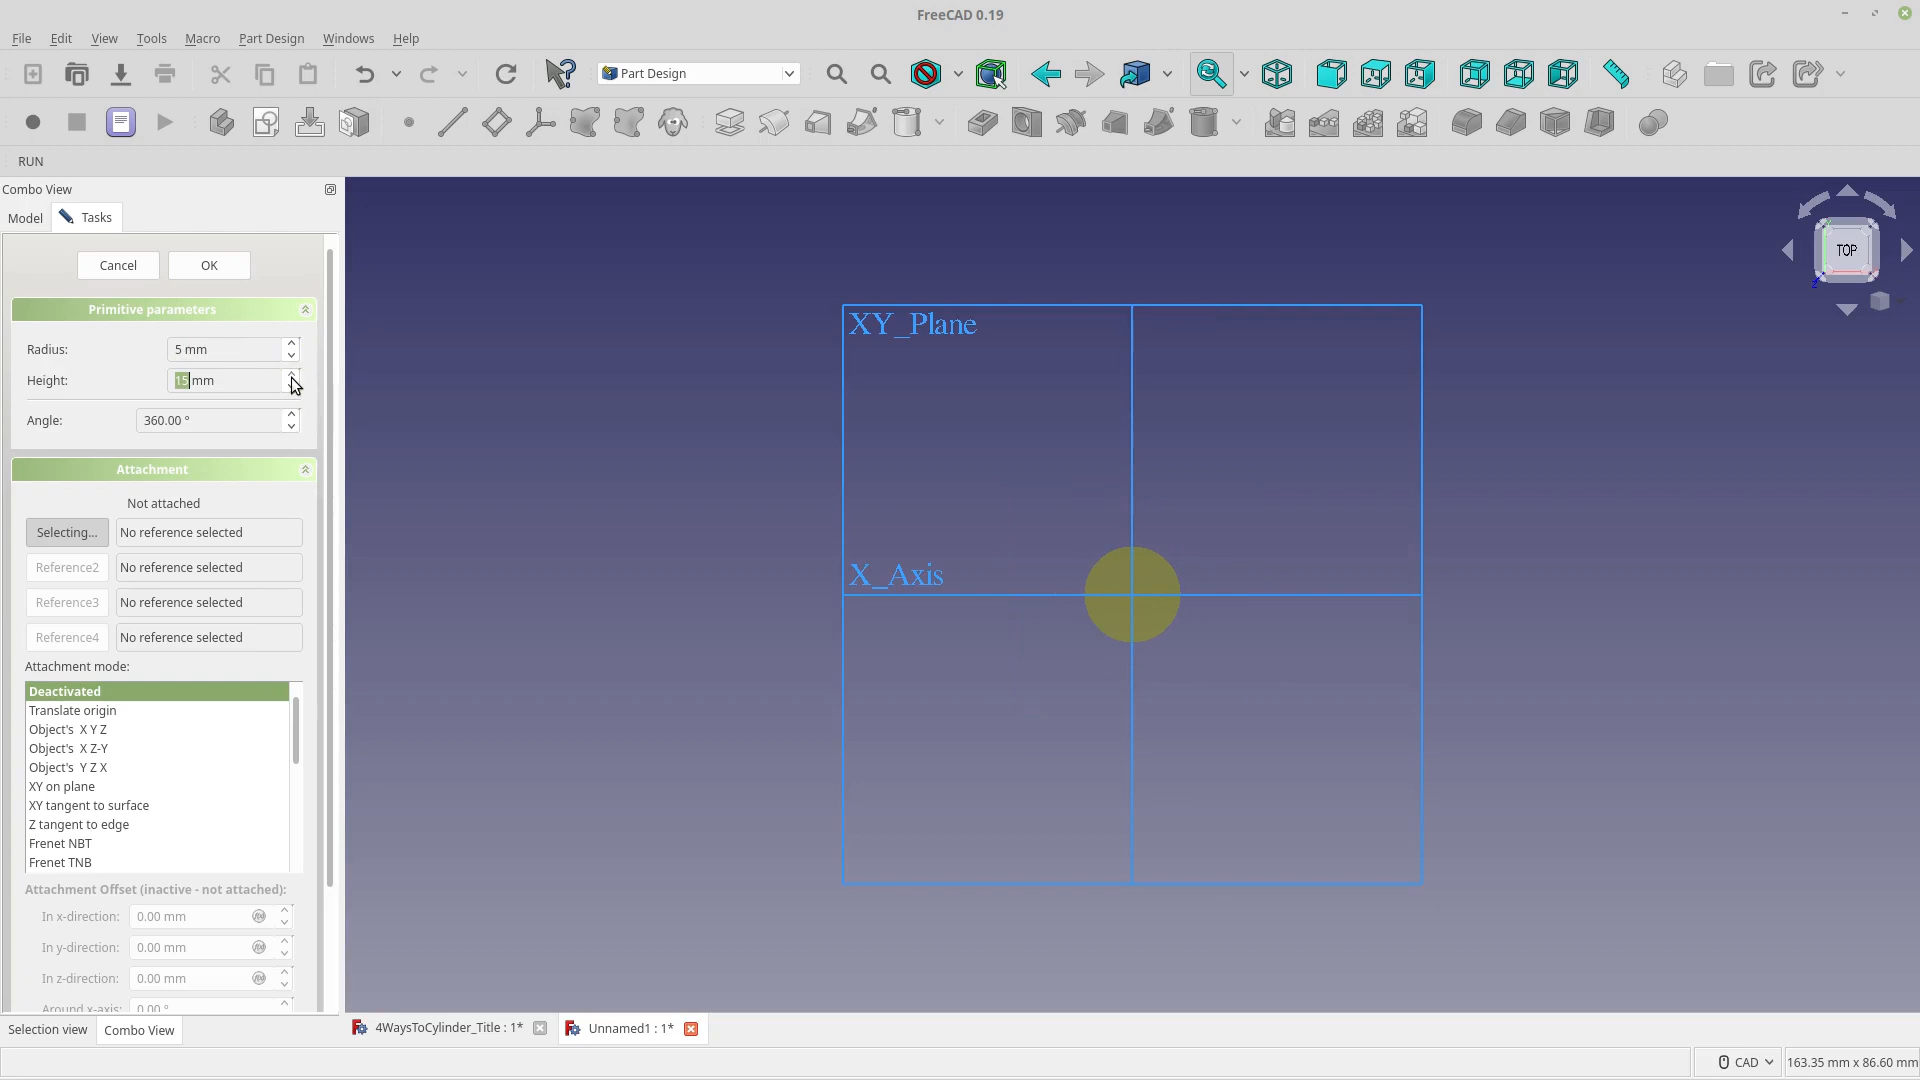 FreeCAD 0.19
File Edit View Tools Macro Part Design Windows Help
Part Design
RUN
Combo View
Model Tasks
Cancel OK
Primitive parameters
Radius: 5 mm
Height: 15 mm
Angle: 360.00 °
Attachment
Not attached
Selecting... No reference selected
Reference2 No reference selected
Reference3 No reference selected
Reference4 No reference selected
Attachment mode:
Deactivated
Translate origin
Object's X Y Z
Object's X Z-Y
Object's Y Z X
XY on plane
XY tangent to surface
Z tangent to edge
Frenet NBT
Frenet TNB
Attachment Offset (inactive - not attached):
In x-direction: 0.00 mm
In y-direction: 0.00 mm
In z-direction: 0.00 mm
Around x-axis: 0.00 °
XY_Plane
X_Axis
TOP
Z
Selection view Combo View
4WaysToCylinder_Title : 1* Unnamed1 : 1*
CAD 163.35 mm x 86.60 mm